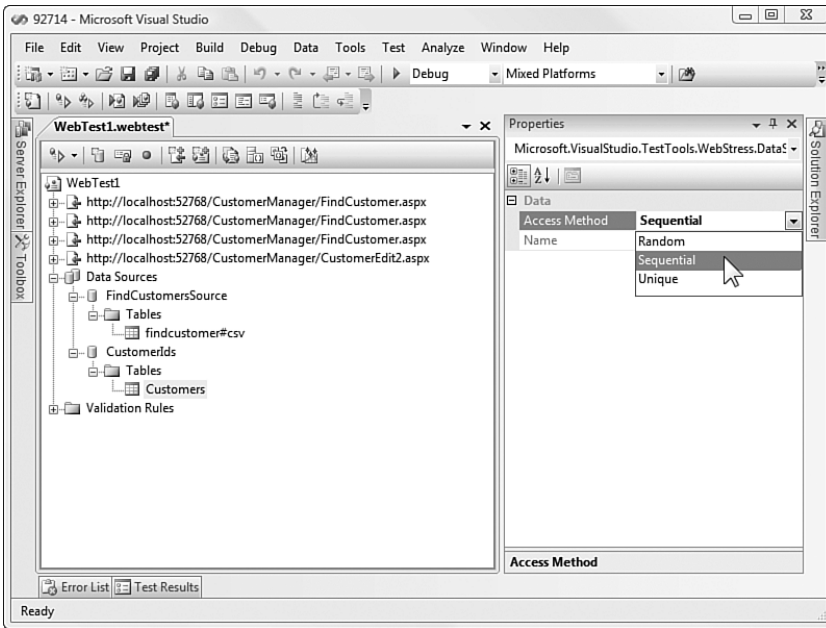 92714 - Microsoft Visual Studio
File Edit View Project Build Debug Data Tools Test Analyze Window Help
Debug Mixed Platforms
WebTest1.webtest*
WebTest1
http://localhost:52768/CustomerManager/FindCustomer.aspx
http://localhost:52768/CustomerManager/FindCustomer.aspx
http://localhost:52768/CustomerManager/FindCustomer.aspx
http://localhost:52768/CustomerManager/CustomerEdit2.aspx
Data Sources
FindCustomersSource
Tables
findcustomer#csv
CustomerIds
Tables
Customers
Validation Rules
Server Explorer
Toolbox
Properties
Microsoft.VisualStudio.TestTools.WebStress.DataS
Data
Access Method Sequential
Name
Random
Sequential
Unique
Access Method
Solution Explorer
Error List Test Results
Ready